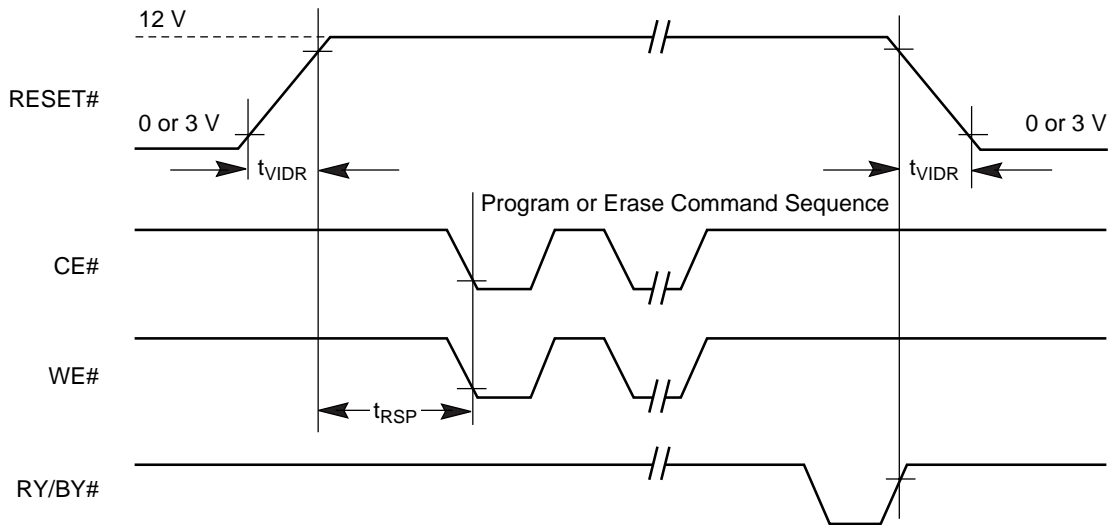 12 V
RESET#
0 or 3 V
0 or 3 V
tVIDR
tVIDR
Program or Erase Command Sequence
CE#
WE#
tRSP
RY/BY#